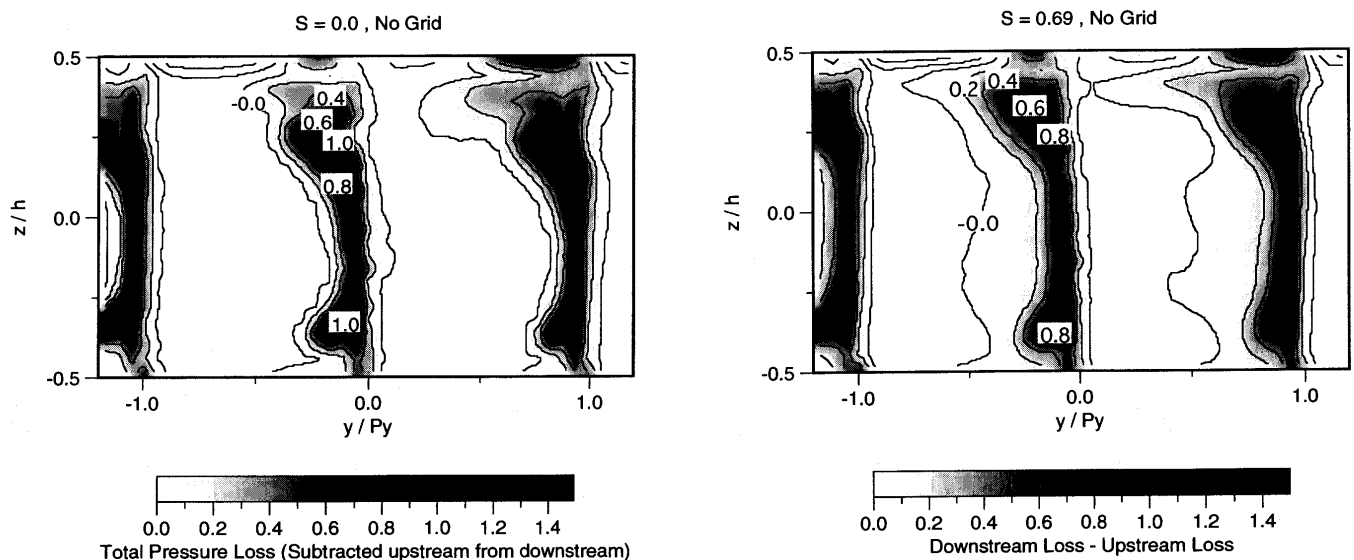 S = 0.0 , No Grid
0.5
0.0
-0.5
z / h
-0.0
0.4
0.6
1.0
0.8
1.0
-1.0
0.0
1.0
y / Py
0.0 0.2 0.4 0.6 0.8 1.0 1.2 1.4
Total Pressure Loss (Subtracted upstream from downstream)
S = 0.69 , No Grid
0.5
0.0
-0.5
z / h
0.2
0.4
0.6
0.8
-0.0
0.8
-1.0
0.0
1.0
y / Py
0.0 0.2 0.4 0.6 0.8 1.0 1.2 1.4
Downstream Loss - Upstream Loss